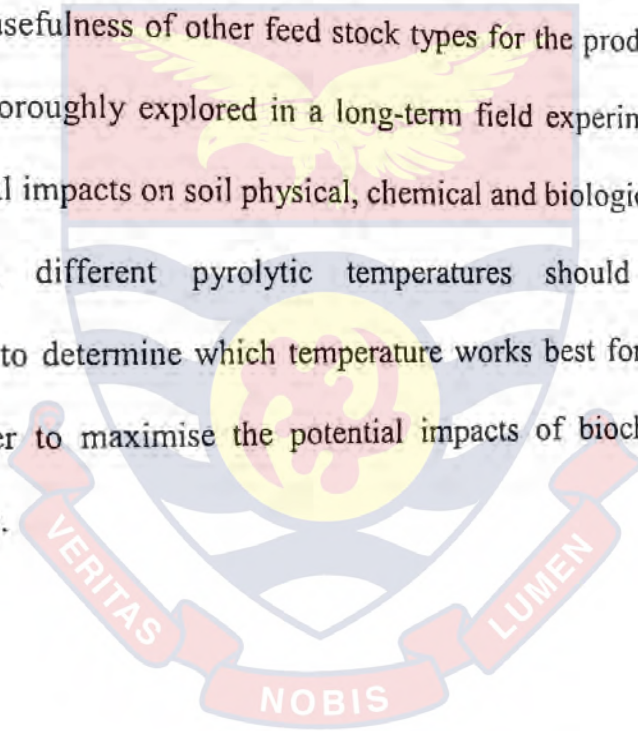 usefulness of other feed stock types for the prod
oroughly explored in a long-term field experin
al impacts on soil physical, chemical and biologic
different pyrolytic temperatures should
to determine which temperature works best for
er to maximise the potential impacts of biocl
.
VERITAS
NOBIS
LUMEN